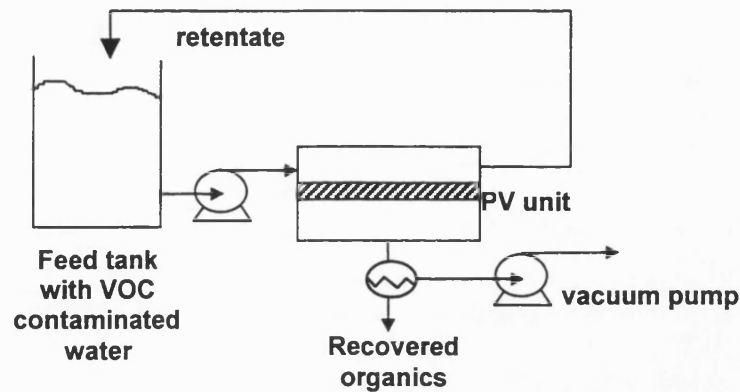 retentate
PV unit
Feed tank
with VOC
contaminated
water
vacuum pump
Recovered
organics